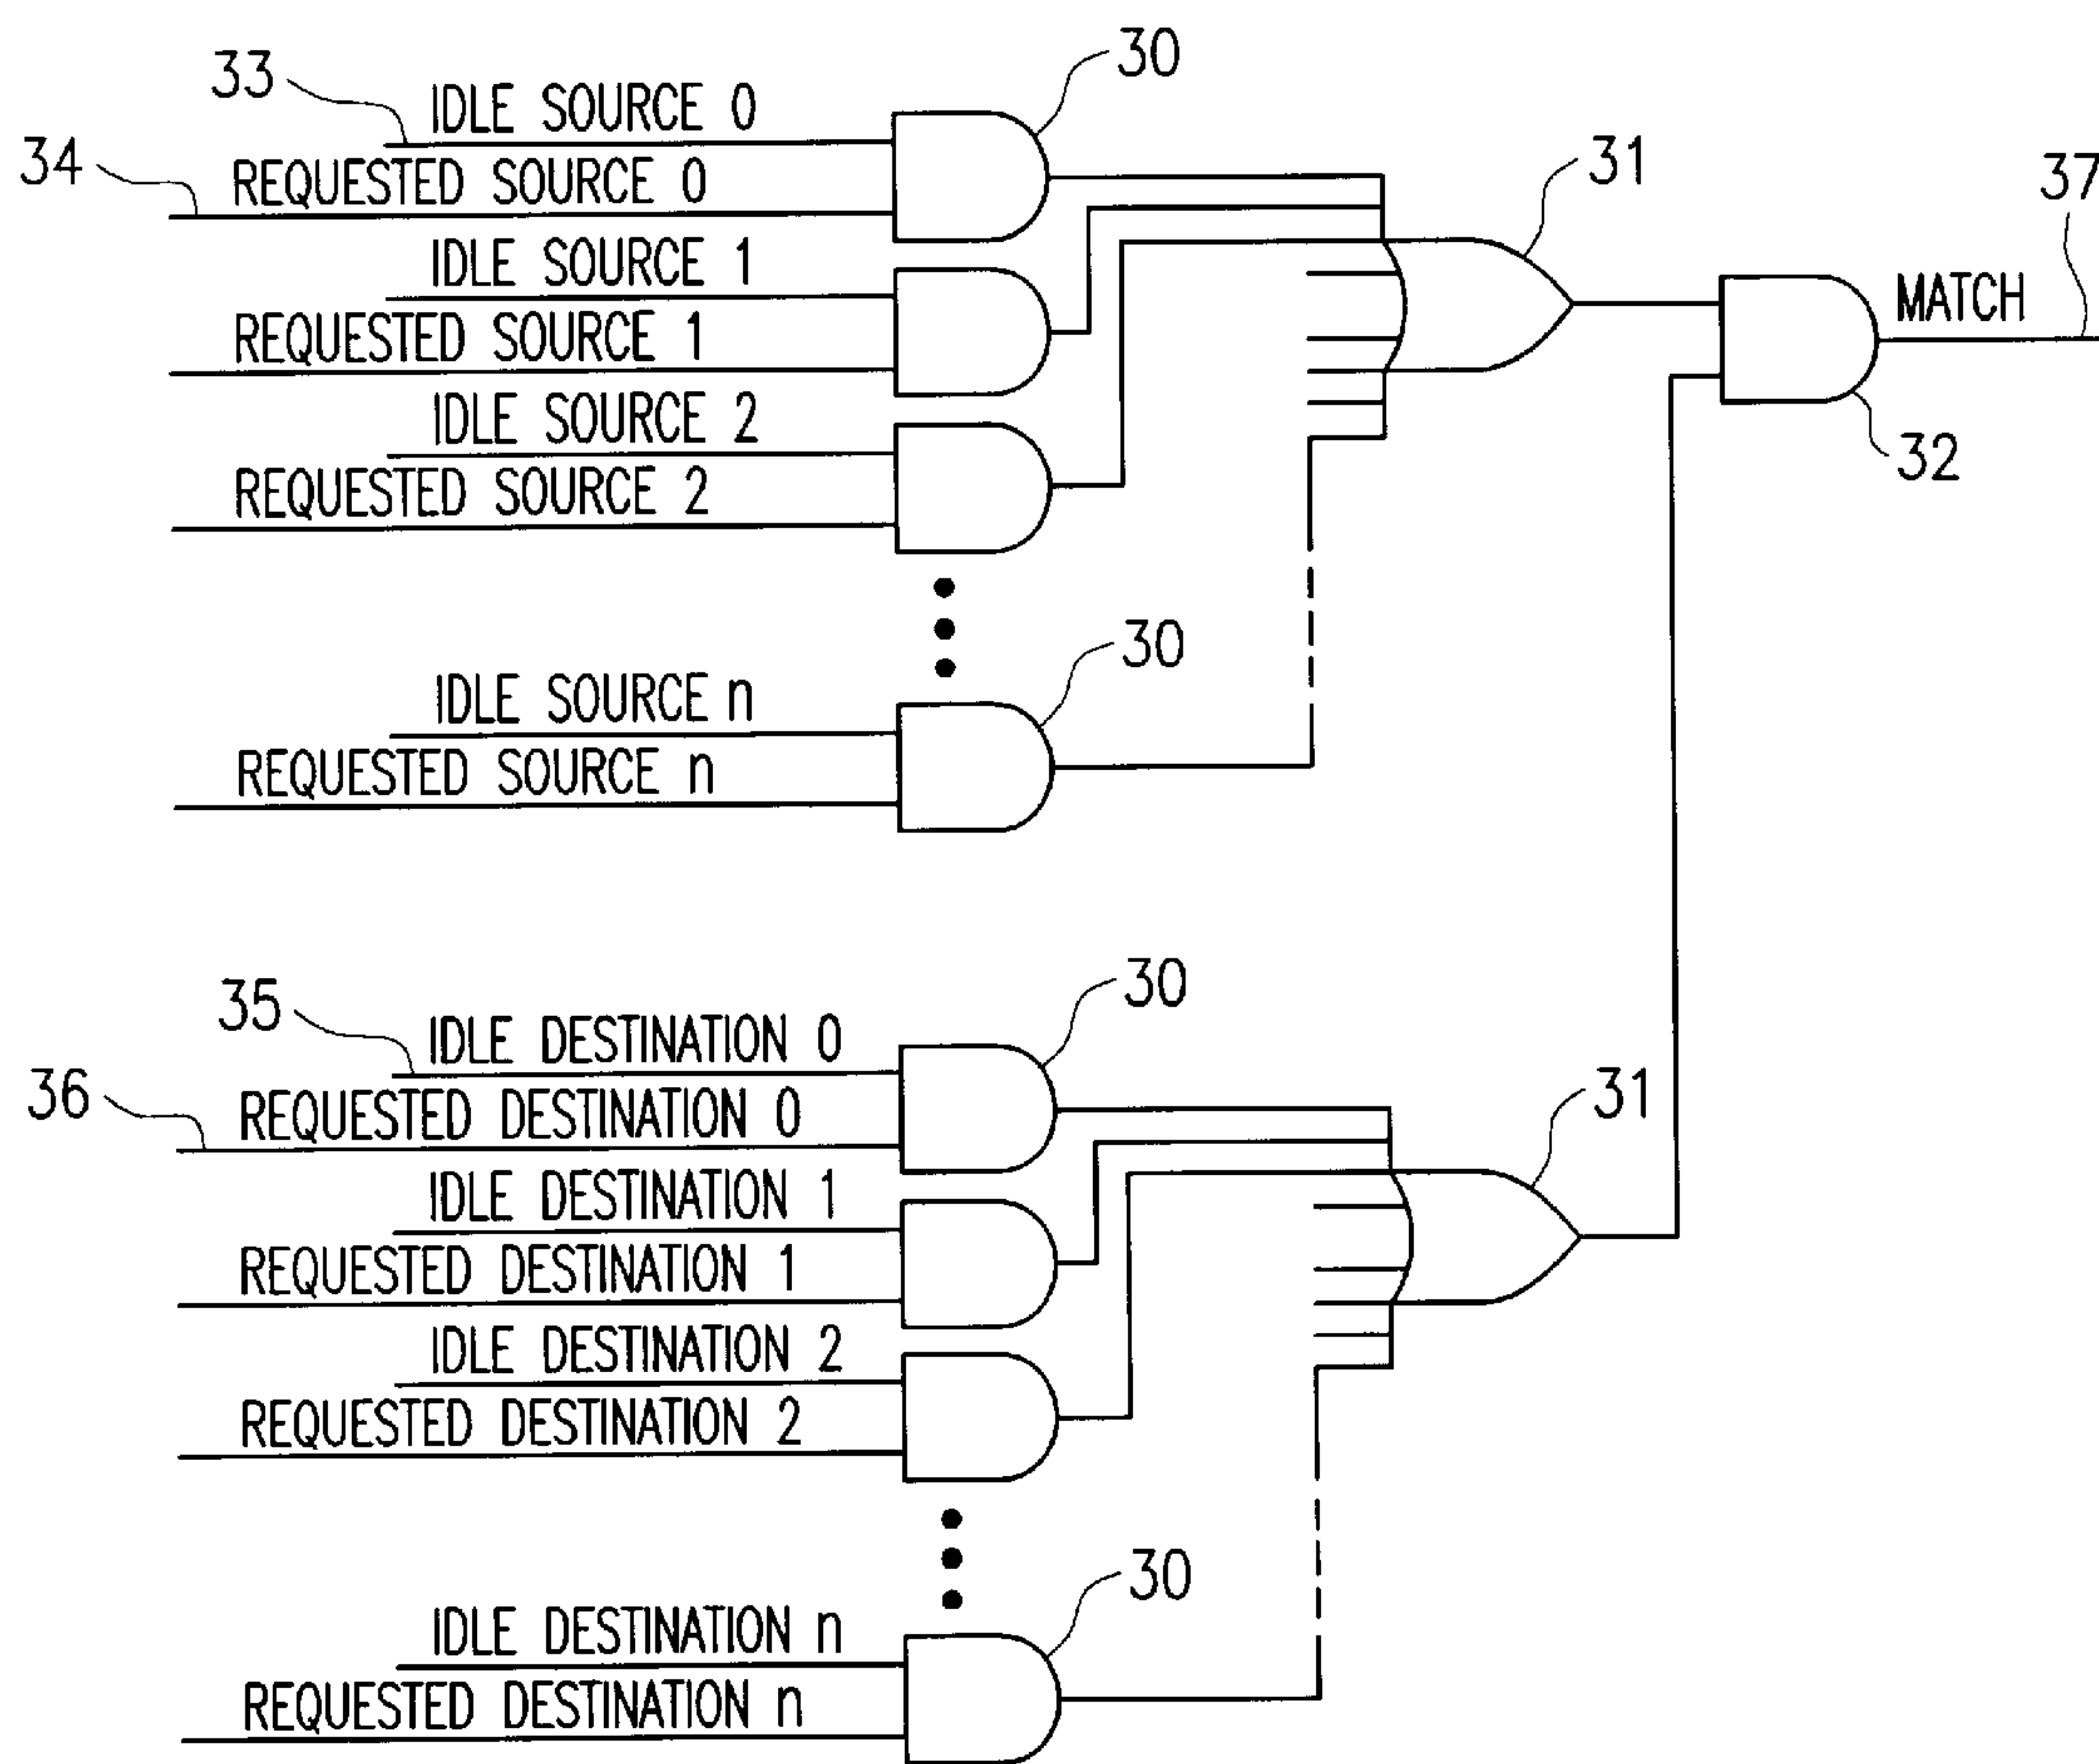 33
IDLE SOURCE 0
30
34
REQUESTED SOURCE 0
31
37
IDLE SOURCE 1
MATCH
REQUESTED SOURCE 1
IDLE SOURCE 2
32
REQUESTED SOURCE 2
30
IDLE SOURCE n
REQUESTED SOURCE n
30
35
IDLE DESTINATION 0
36
REQUESTED DESTINATION 0
31
IDLE DESTINATION 1
REQUESTED DESTINATION 1
IDLE DESTINATION 2
REQUESTED DESTINATION 2
30
IDLE DESTINATION n
REQUESTED DESTINATION n